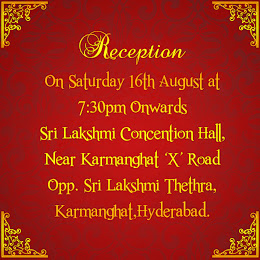 Reception
On Saturday 16th August at
7:30pm Onwards
Sri Lakshmi Concention Hall,
Near Karmanghat 'X' Road
Opp. Sri Lakshmi Thethra,
Karmanghat,Hyderabad.